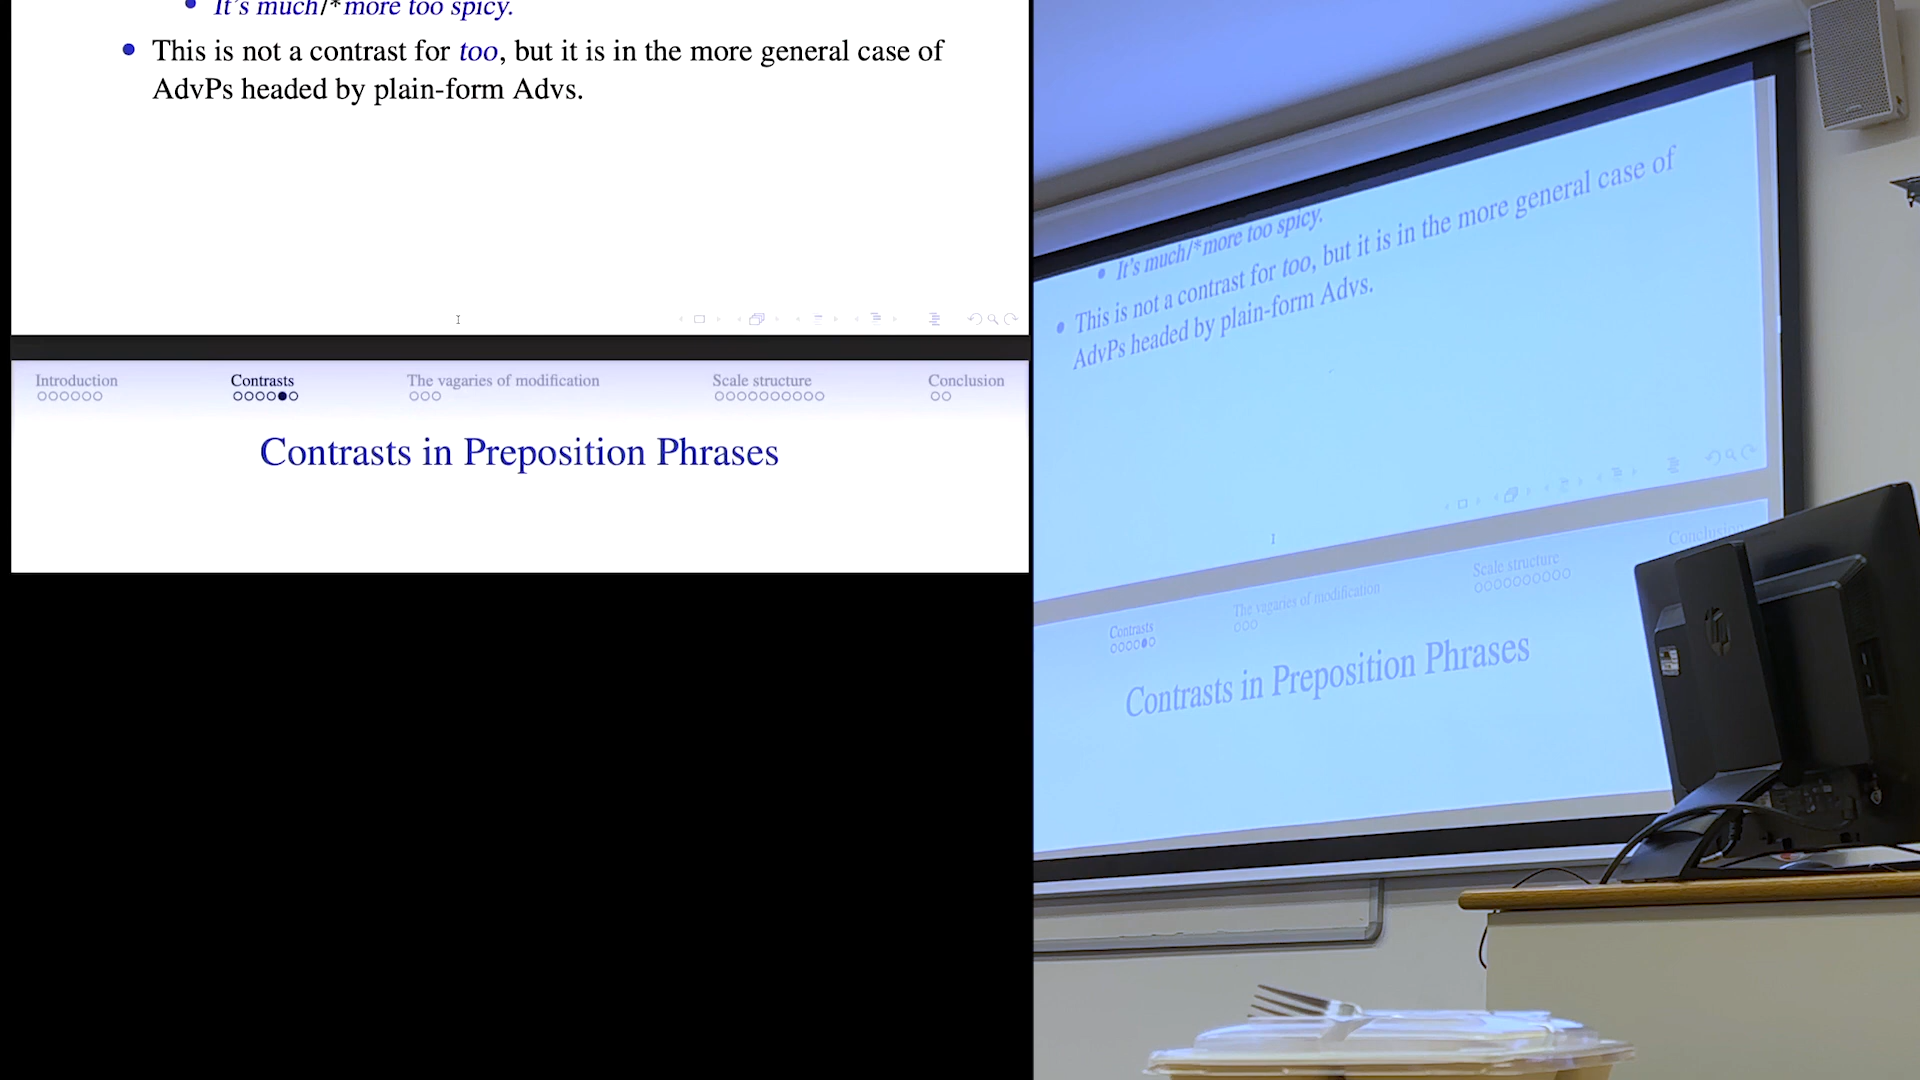 It's much/*more too spicy.
• This is not a contrast for too, but it is in the more general case of
AdvPs headed by plain-form Advs.
Introduction Contrasts The vagaries of modification Scale structure Conclusion
Contrasts in Preposition Phrases
• It's much/*more too spicy.
• This is not a contrast for too, but it is in the more general case of
AdvPs headed by plain-form Advs.
Contrasts The vagaries of modification Scale structure Conclusion
Contrasts in Preposition Phrases
hp